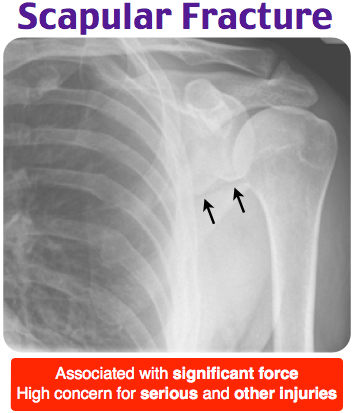 Scapular Fracture
Associated with significant force
High concern for serious and other injuries